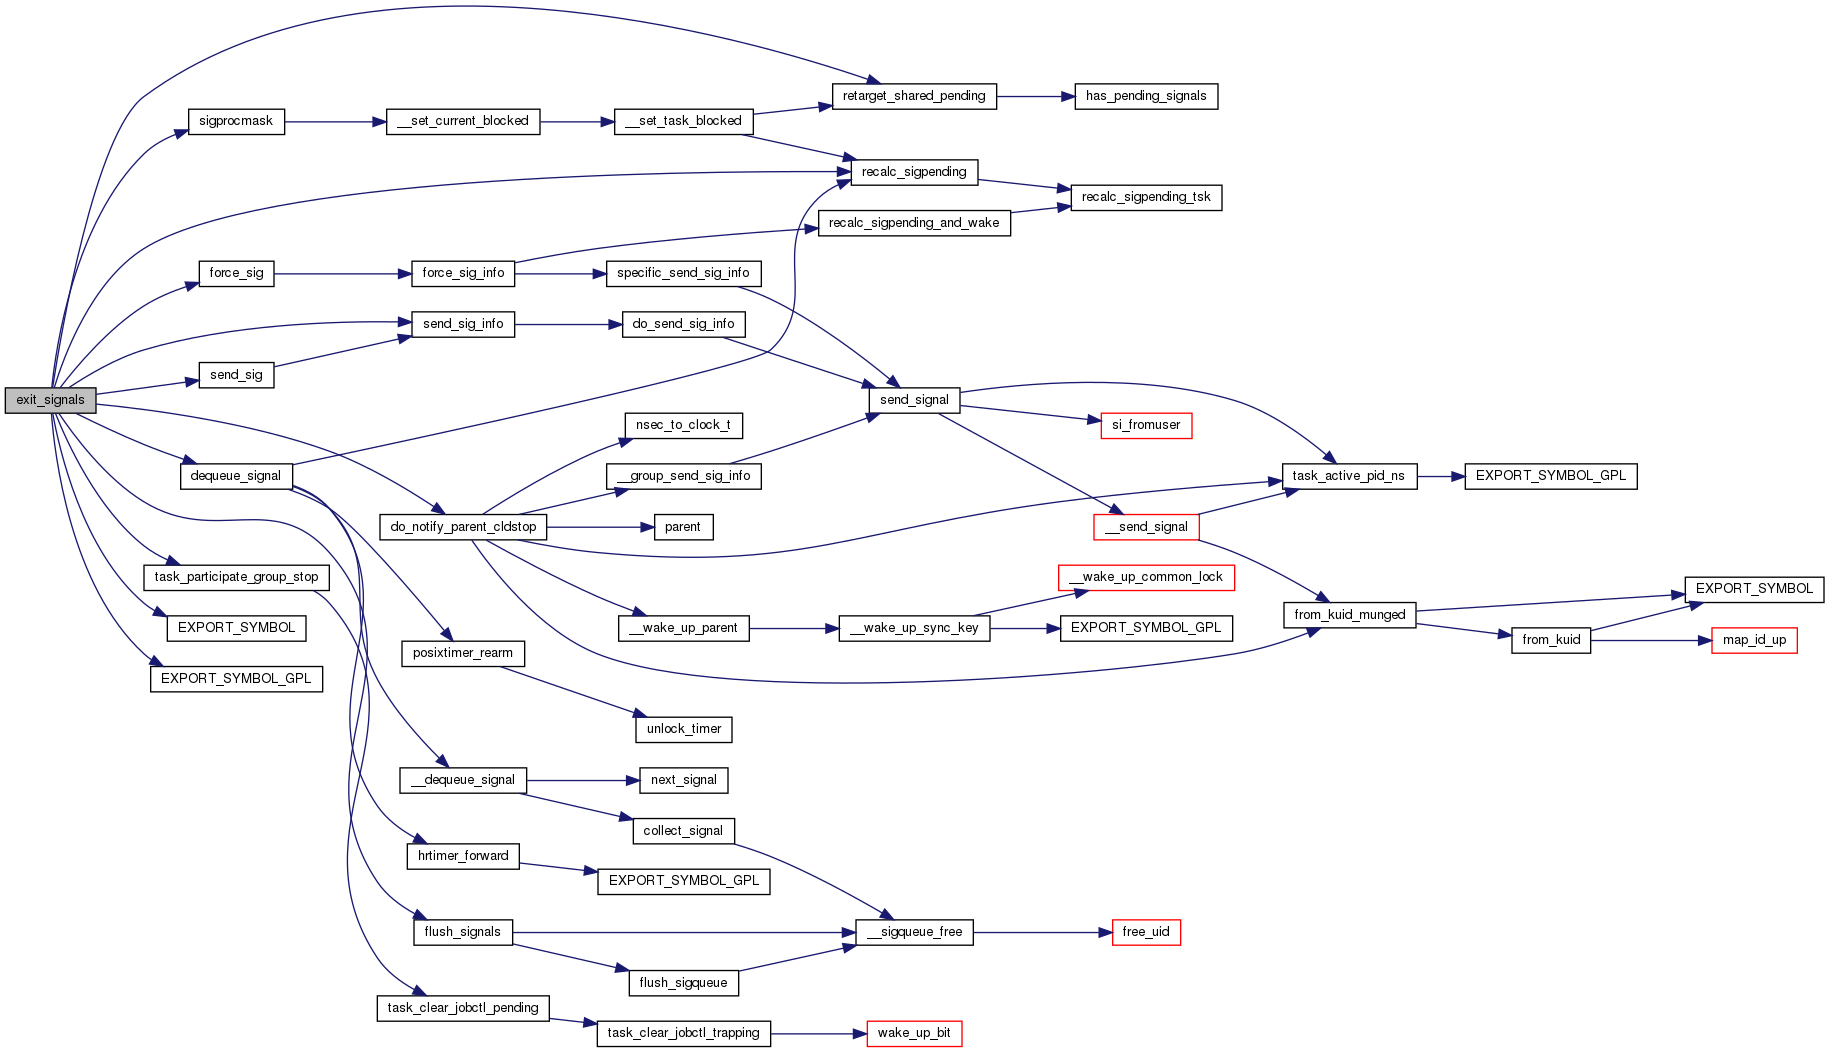 retarget_shared_pending
has_pending_signals
sigprocmask
__set_current_blocked
__set_task_blocked
recalc_sigpending
recalc_sigpending_tsk
recalc_sigpending_and_wake
force_sig
force_sig_info
specific_send_sig_info
send_sig_info
do_send_sig_info
send_sig
exit_signals
send_signal
nsec_to_clock_t
si_fromuser
dequeue_signal
__group_send_sig_info
task_active_pid_ns
EXPORT_SYMBOL_GPL
do_notify_parent_cldstop
parent
__send_signal
task_participate_group_stop
__wake_up_common_lock
EXPORT_SYMBOL
from_kuid_munged
EXPORT_SYMBOL
__wake_up_parent
__wake_up_sync_key
EXPORT_SYMBOL_GPL
from_kuid
map_id_up
posixtimer_rearm
EXPORT_SYMBOL_GPL
unlock_timer
__dequeue_signal
next_signal
collect_signal
hrtimer_forward
EXPORT_SYMBOL_GPL
flush_signals
__sigqueue_free
free_uid
flush_sigqueue
task_clear_jobctl_pending
task_clear_jobctl_trapping
wake_up_bit